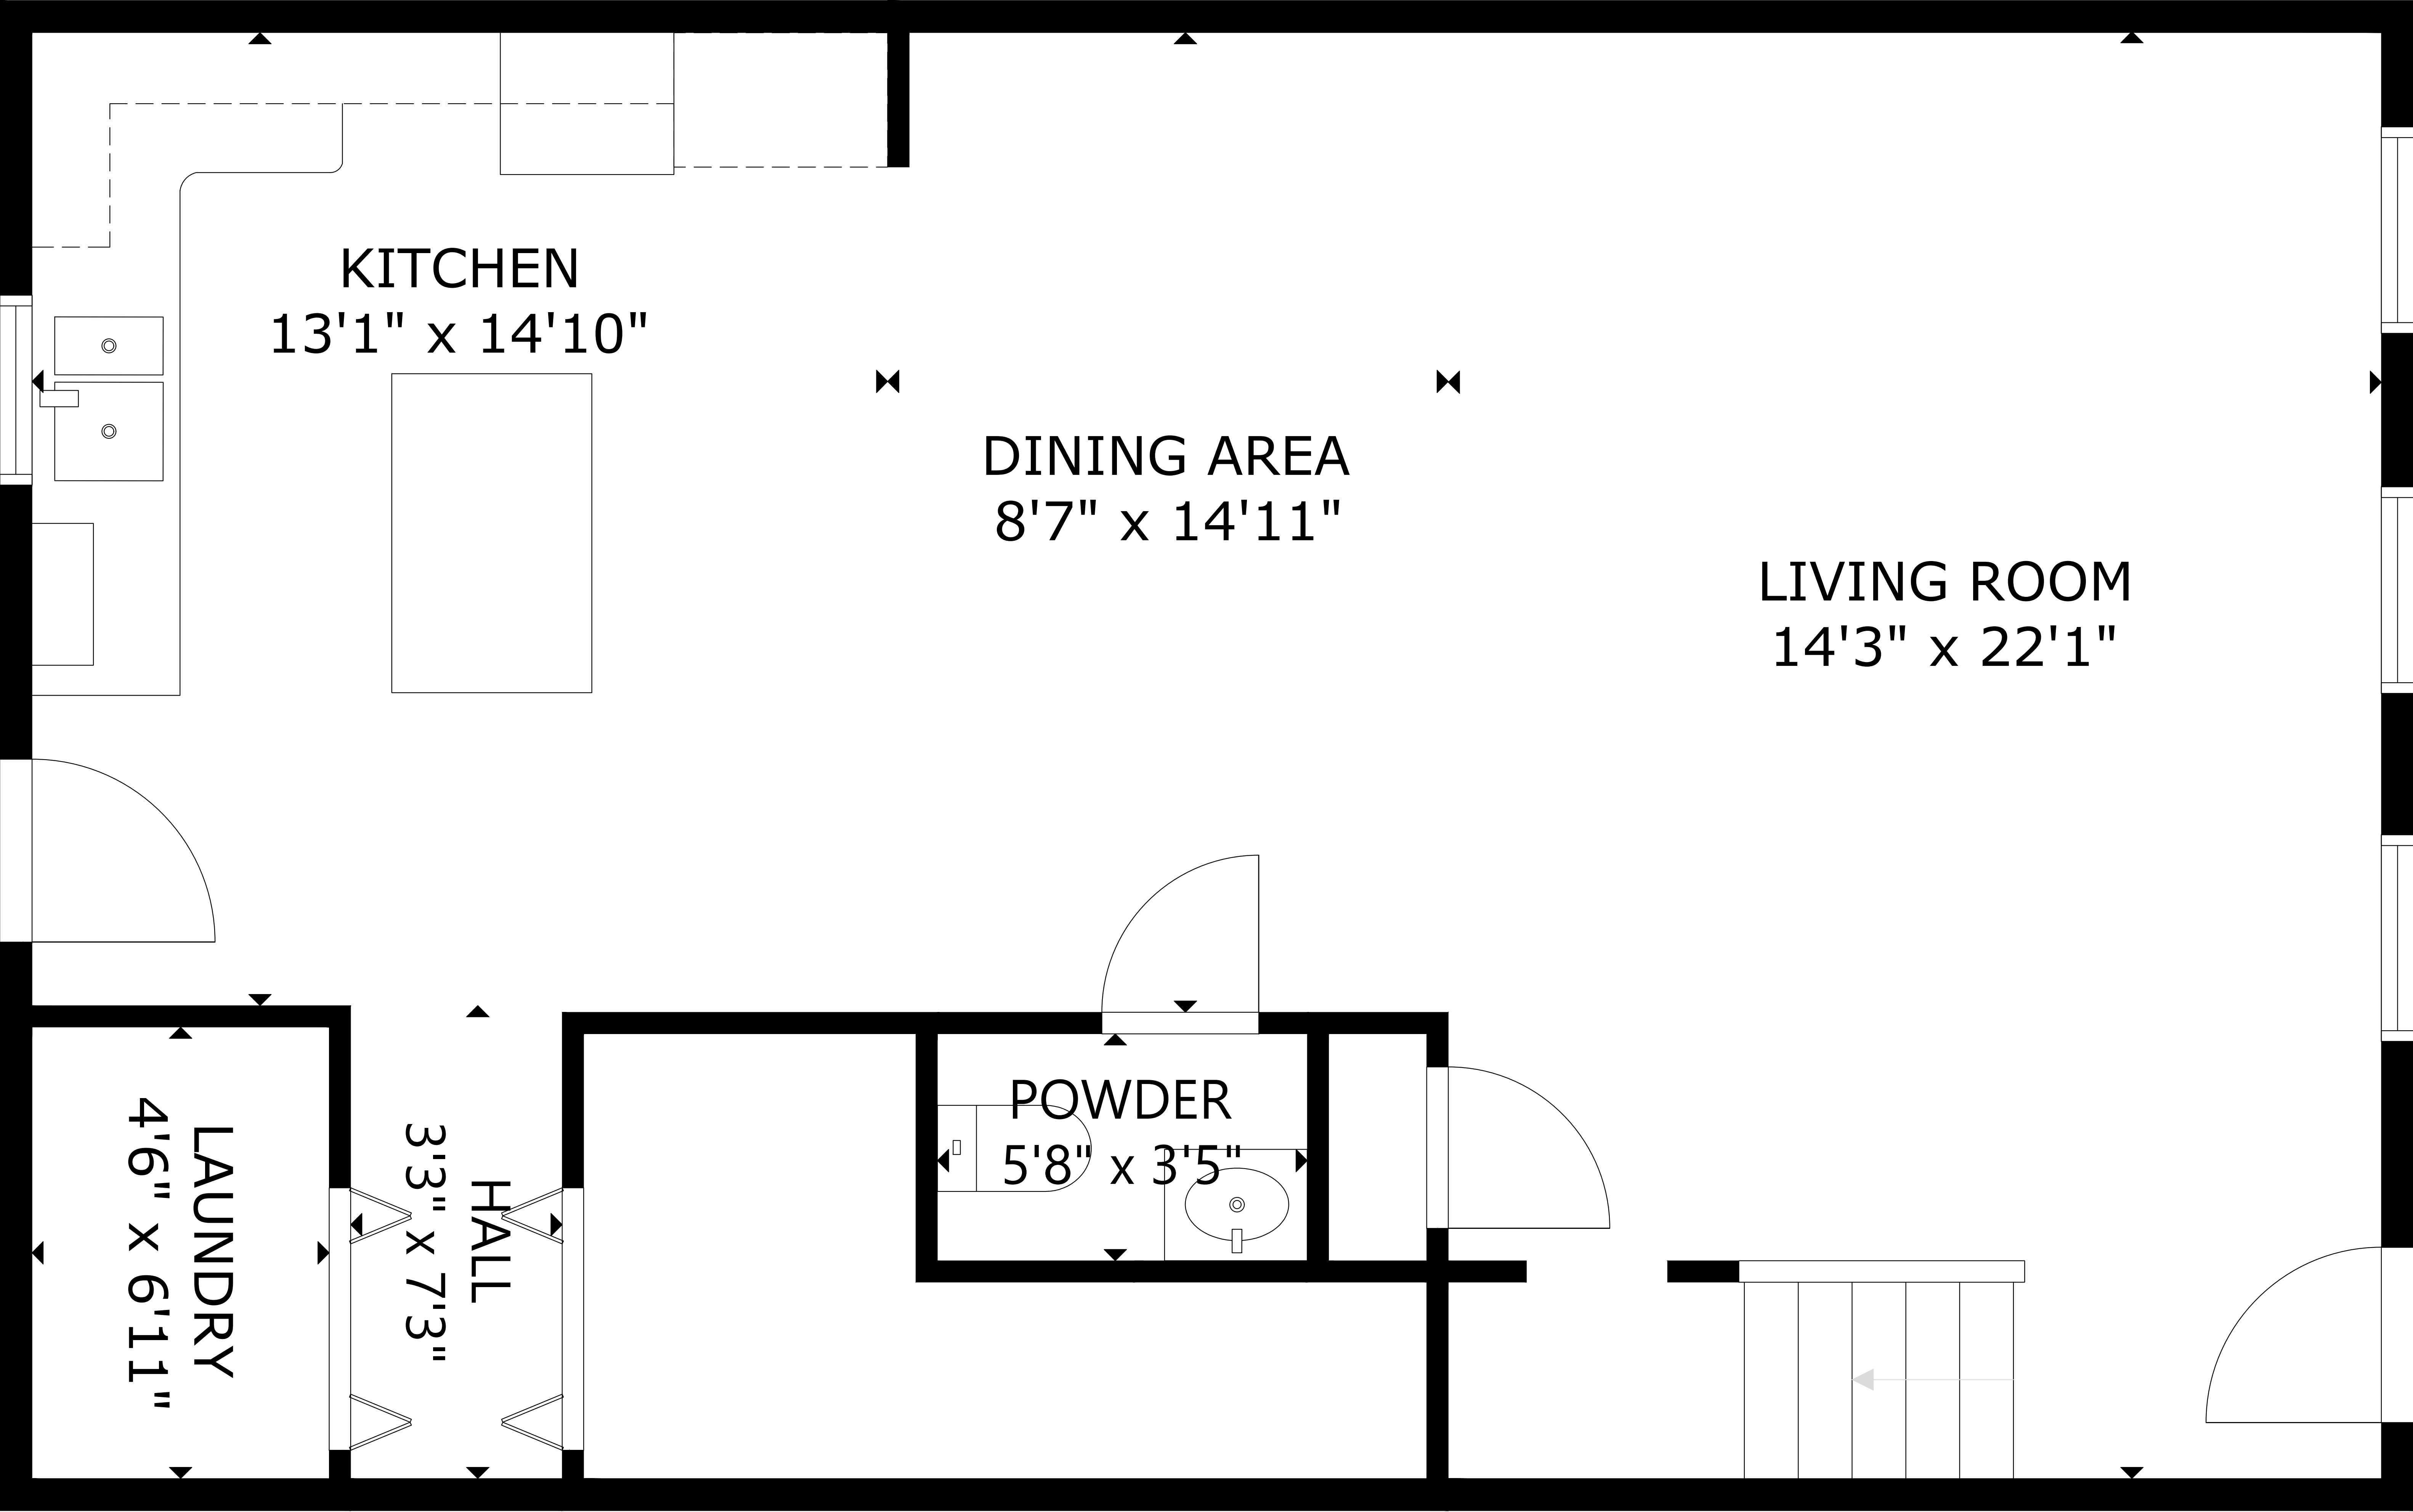 KITCHEN
13'1" x 14'10"
DINING AREA
8'7" x 14'11"
LIVING ROOM
14'3" x 22'1"
POWDER
5'8" x 3'5"
LAUNDRY
4'6" x 6'11"
HALL
3'3" x 7'3"